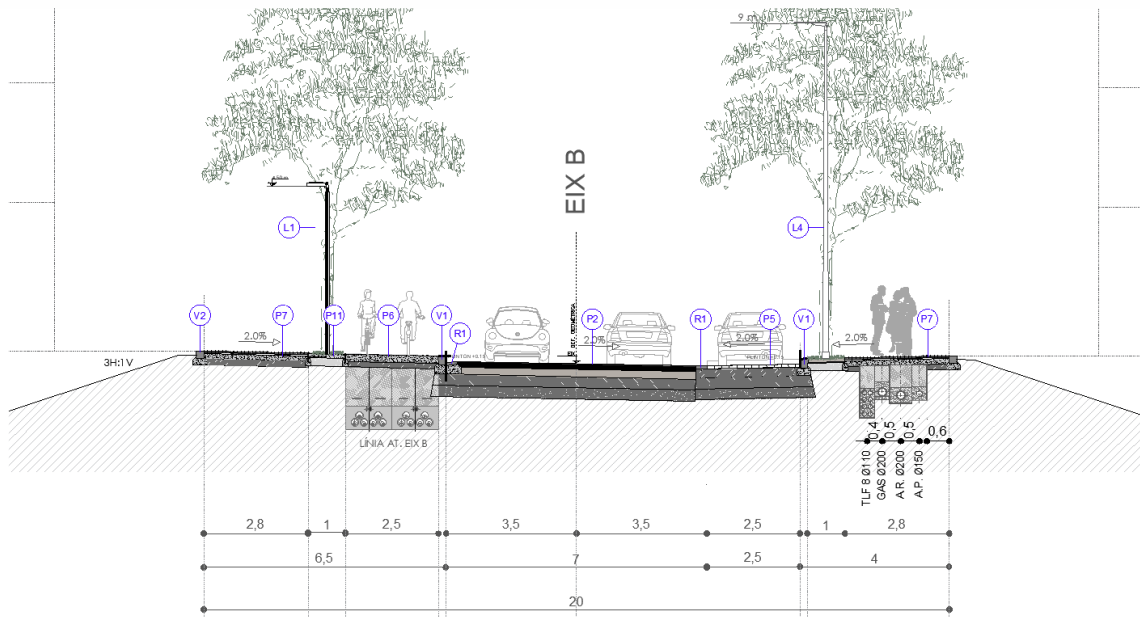 9 m
EIX B
L1
L4
V2
P7
P11
P6
V1
R1
P2
R1
P5
V1
P7
2.0%
2.0%
2.0%
2.0%
3H:1V
LÍNIA AT. EIX B
0,4
0,5
0,5
0,6
TLF 8 Ø110
GAS Ø200
A.R. Ø200
A.P. Ø150
2,8
1
2,5
3,5
3,5
2,5
1
2,8
6,5
7
2,5
4
20